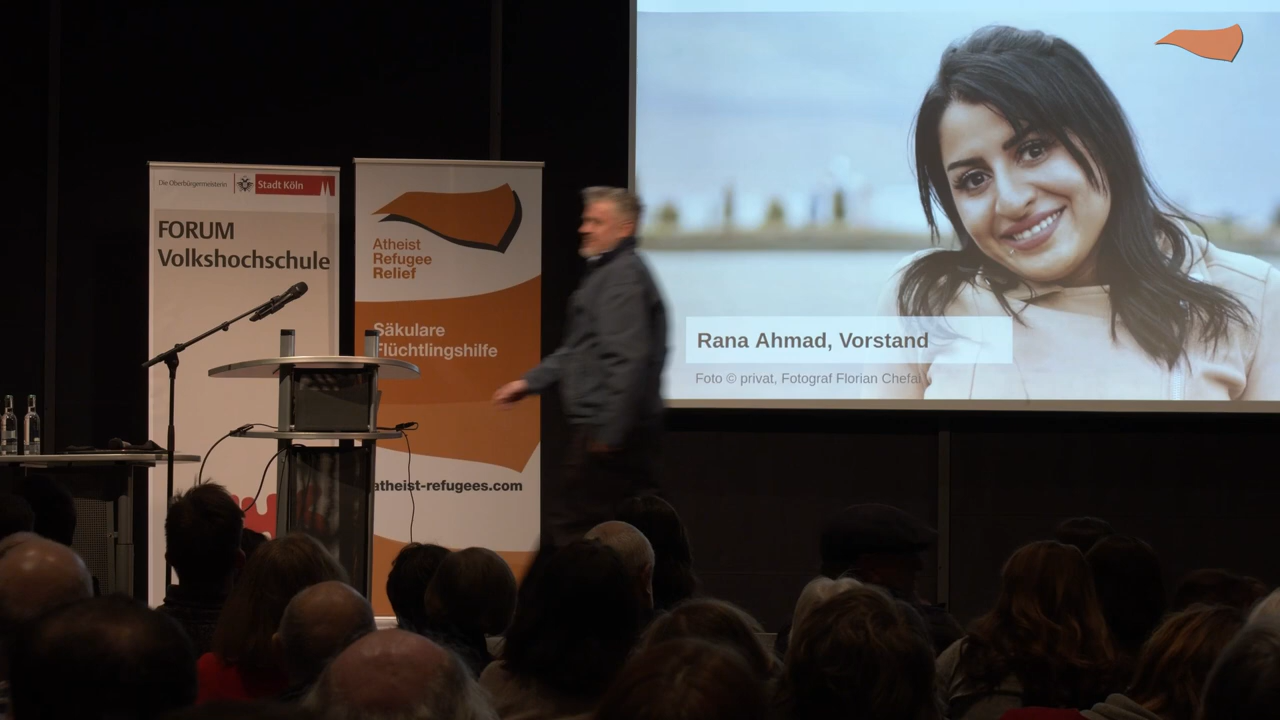 Die Oberbürgermeisterin
Stadt Köln
FORUM
Volkshochschule
Atheist
Refugee
Relief
Säkulare
Flüchtlingshilfe
atheist-refugees.com
Rana Ahmad, Vorstand
Foto © privat, Fotograf Florian Chefai